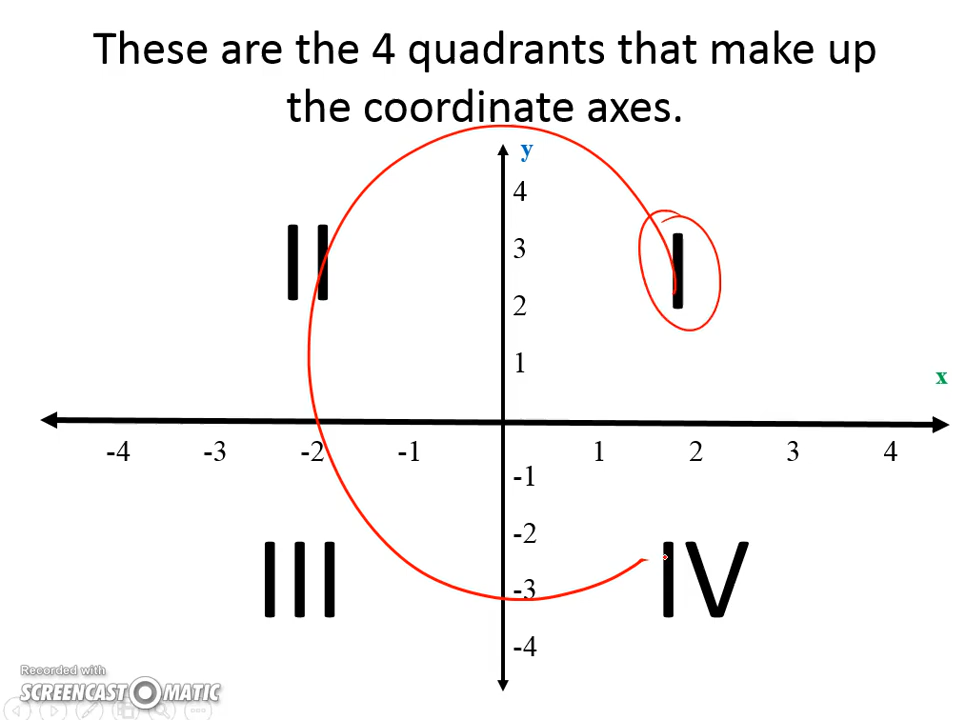 These are the 4 quadrants that make up
the coordinate axes.
y
4
II
3
I
2
1
x
-4 -3 -2 -1 1 2 3 4
-1
-2
III
IV
-3
-4
Recorded with
SCREENCAST-O-MATIC